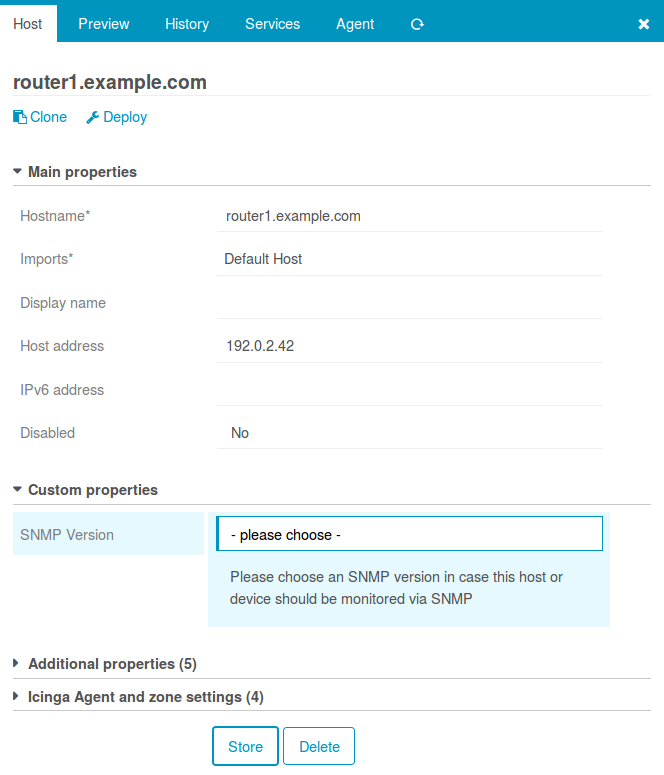 Host Preview History Services Agent
router1.example.com
Clone Deploy
Main properties
Hostname* router1.example.com
Imports* Default Host
Display name
Host address 192.0.2.42
IPv6 address
Disabled No
Custom properties
SNMP Version - please choose -
Please choose an SNMP version in case this host or
device should be monitored via SNMP
Additional properties (5)
Icinga Agent and zone settings (4)
Store Delete